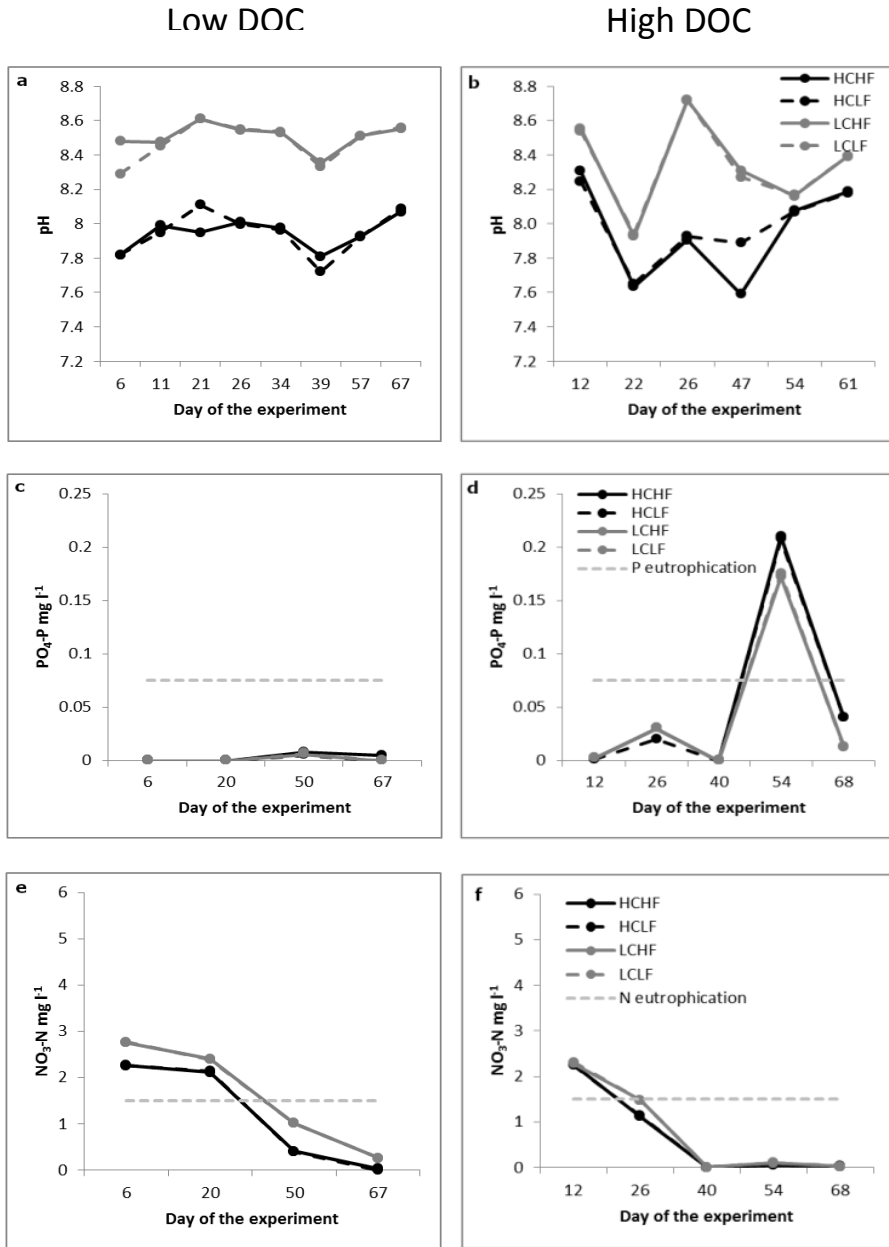 Low DOC
High DOC
a
8.8
8.6
8.4
8.2
8.0
7.8
7.6
7.4
7.2
pH
6 11 21 26 34 39 57 67
Day of the experiment
b
8.8
8.6
8.4
8.2
8.0
7.8
7.6
7.4
7.2
pH
HCHF
HCLF
LCHF
LCLF
12 22 26 47 54 61
Day of the experiment
c
0.25
0.2
0.15
0.1
0.05
0
PO₄-P mg l⁻¹
6 20 50 67
Day of the experiment
d
0.25
0.2
0.15
0.1
0.05
0
PO₄-P mg l⁻¹
HCHF
HCLF
LCHF
LCLF
P eutrophication
12 26 40 54 68
Day of the experiment
e
6
5
4
3
2
1
0
NO₃-N mg l⁻¹
6 20 50 67
Day of the experiment
f
6
5
4
3
2
1
0
NO₃-N mg l⁻¹
HCHF
HCLF
LCHF
LCLF
N eutrophication
12 26 40 54 68
Day of the experiment